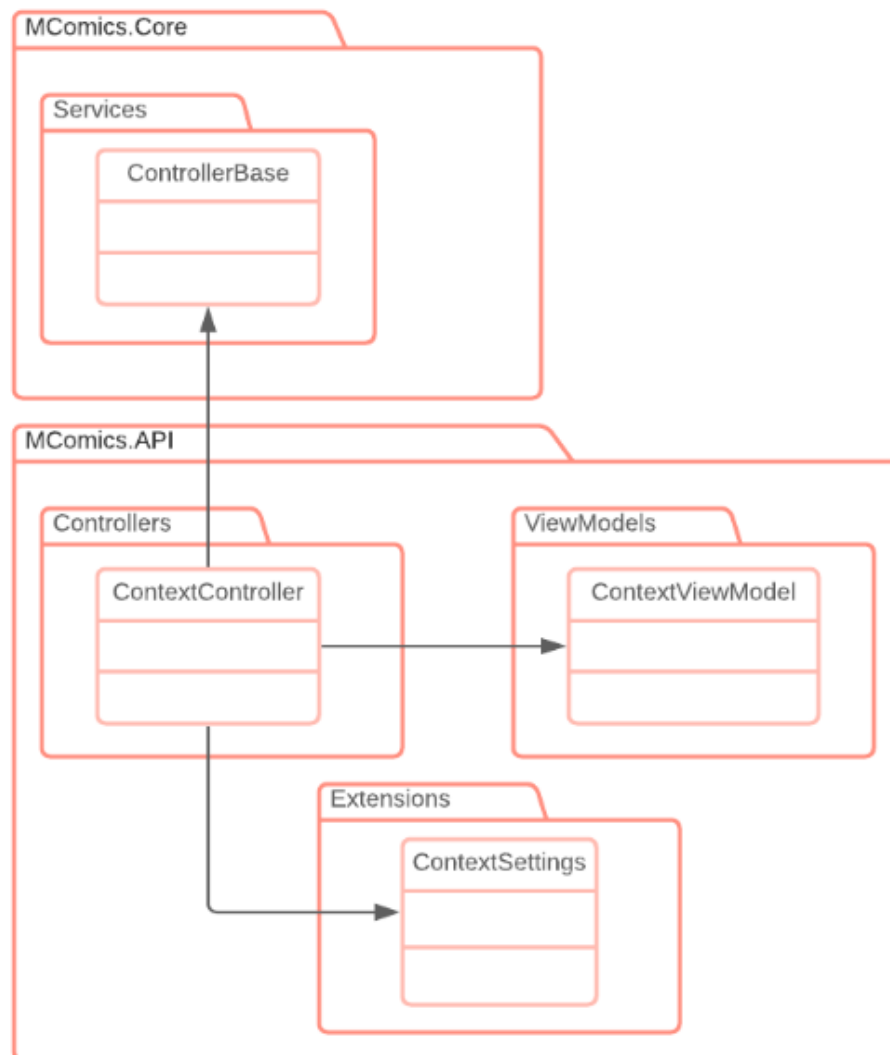 MComics.Core
Services
ControllerBase
MComics.API
Controllers
ViewModels
ContextController
ContextViewModel
Extensions
ContextSettings